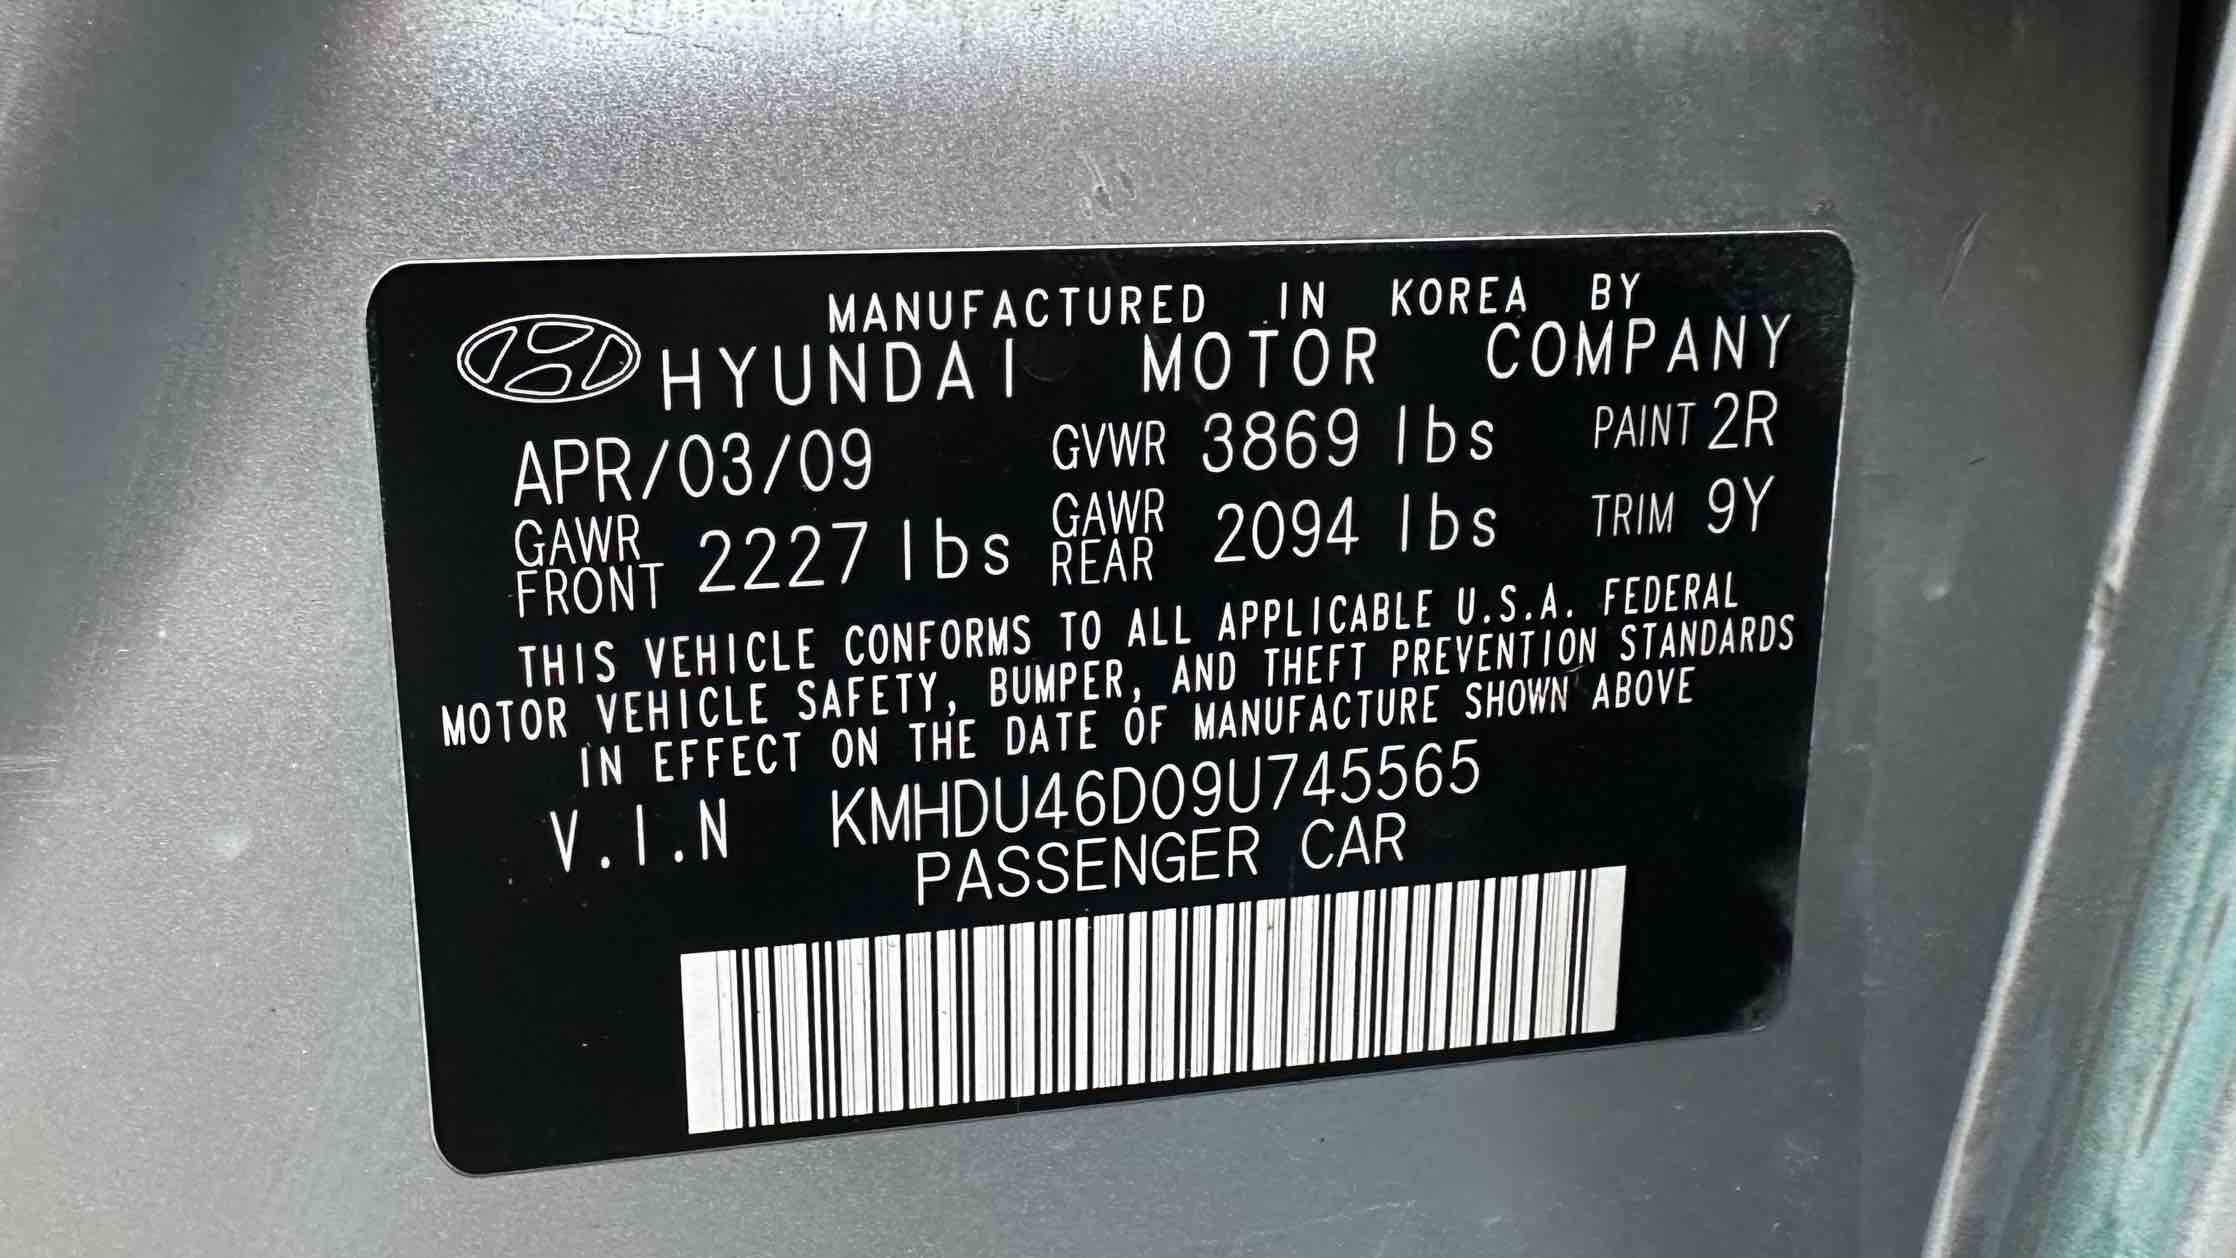 MANUFACTURED IN KOREA BY
HYUNDAI MOTOR COMPANY
APR/03/09 GVWR 3869 lbs PAINT 2R
GAWR FRONT 2227 lbs GAWR REAR 2094 lbs TRIM 9Y
THIS VEHICLE CONFORMS TO ALL APPLICABLE U.S.A. FEDERAL
MOTOR VEHICLE SAFETY, BUMPER, AND THEFT PREVENTION STANDARDS
IN EFFECT ON THE DATE OF MANUFACTURE SHOWN ABOVE
V.I.N KMHDU46D09U745565
PASSENGER CAR